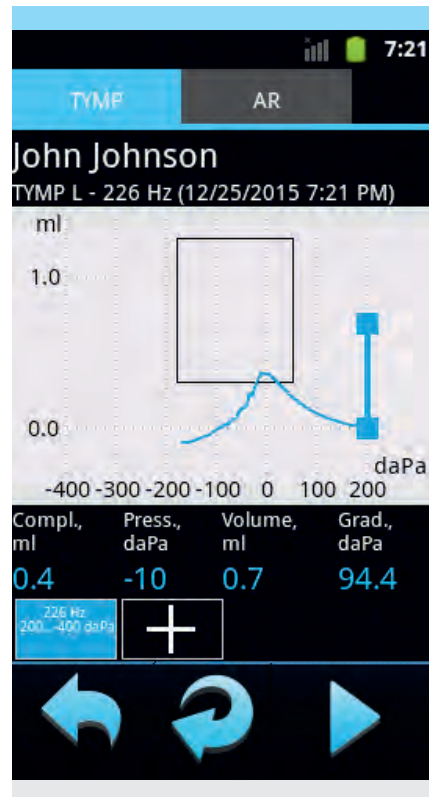 7:21
TYMP AR
John Johnson
TYMP L - 226 Hz (12/25/2015 7:21 PM)
ml
1.0
0.0
daPa
-400 -300 -200 -100 0 100 200
Compl., ml Press., daPa Volume, ml Grad., daPa
0.4 -10 0.7 94.4
226 Hz
200...-400 daPa